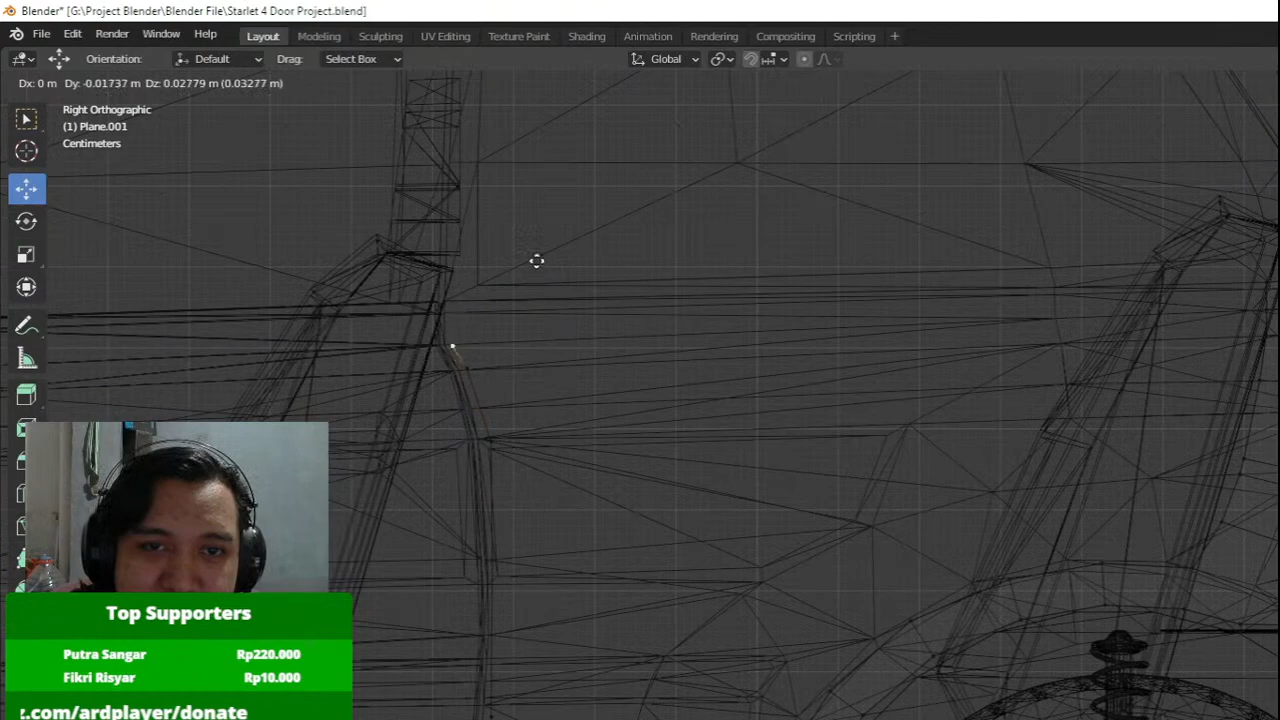 Blender* [G:\Project Blender\Blender File\Starlet 4 Door Project.blend]
File Edit Render Window Help Layout Modeling Sculpting UV Editing Texture Paint Shading Animation Rendering Compositing Scripting +
Orientation: Default Drag: Select Box Global
Dx: 0 m Dy: -0.01737 m Dz: 0.02779 m (0.03277 m)
Right Orthographic
(1) Plane.001
Centimeters
Top Supporters
Putra Sangar Rp220.000
Fikri Risyar Rp10.000
z.com/ardplayer/donate